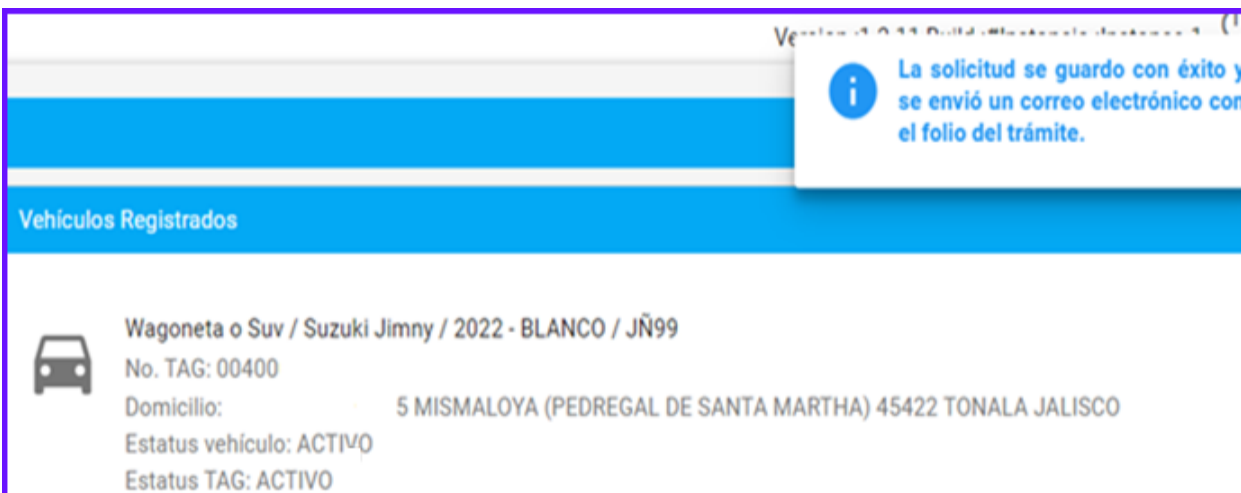 La solicitud se guardo con éxito y
se envió un correo electrónico con
el folio del trámite.
Vehículos Registrados
Wagoneta o Suv / Suzuki Jimny / 2022 - BLANCO / JÑ99
No. TAG: 00400
Domicilio: 5 MISMALOYA (PEDREGAL DE SANTA MARTHA) 45422 TONALA JALISCO
Estatus vehículo: ACTIVO
Estatus TAG: ACTIVO